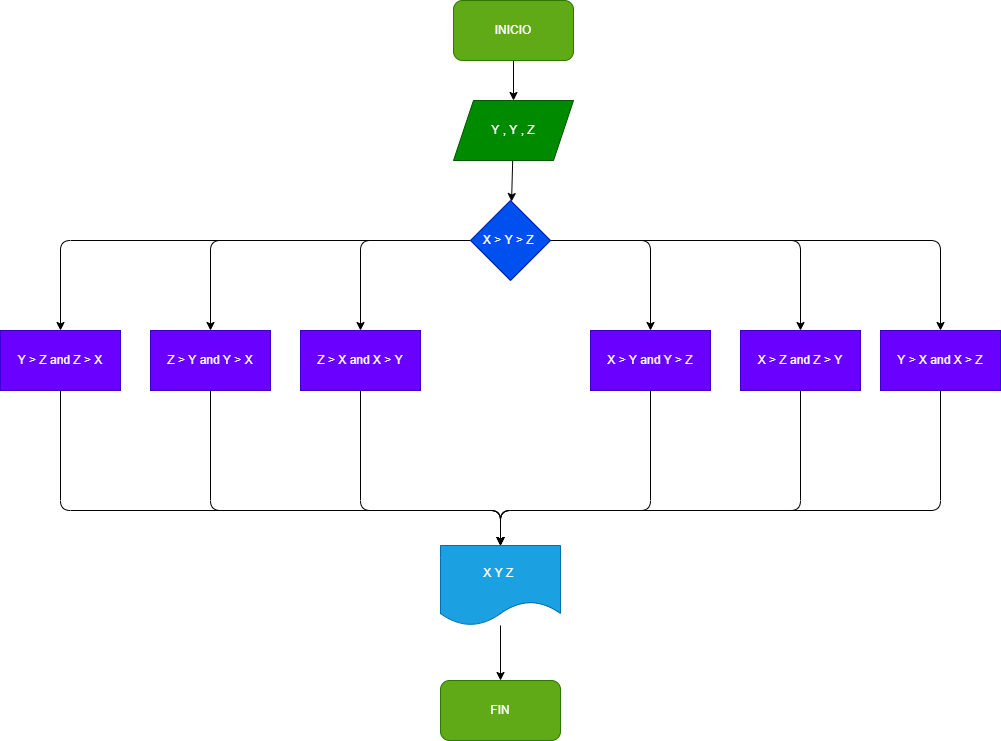 INICIO
Y , Y , Z
X > Y > Z
Y > Z and Z > X
Z > Y and Y > X
Z > X and X > Y
X > Y and Y > Z
X > Z and Z > Y
Y > X and X > Z
X Y Z
FIN